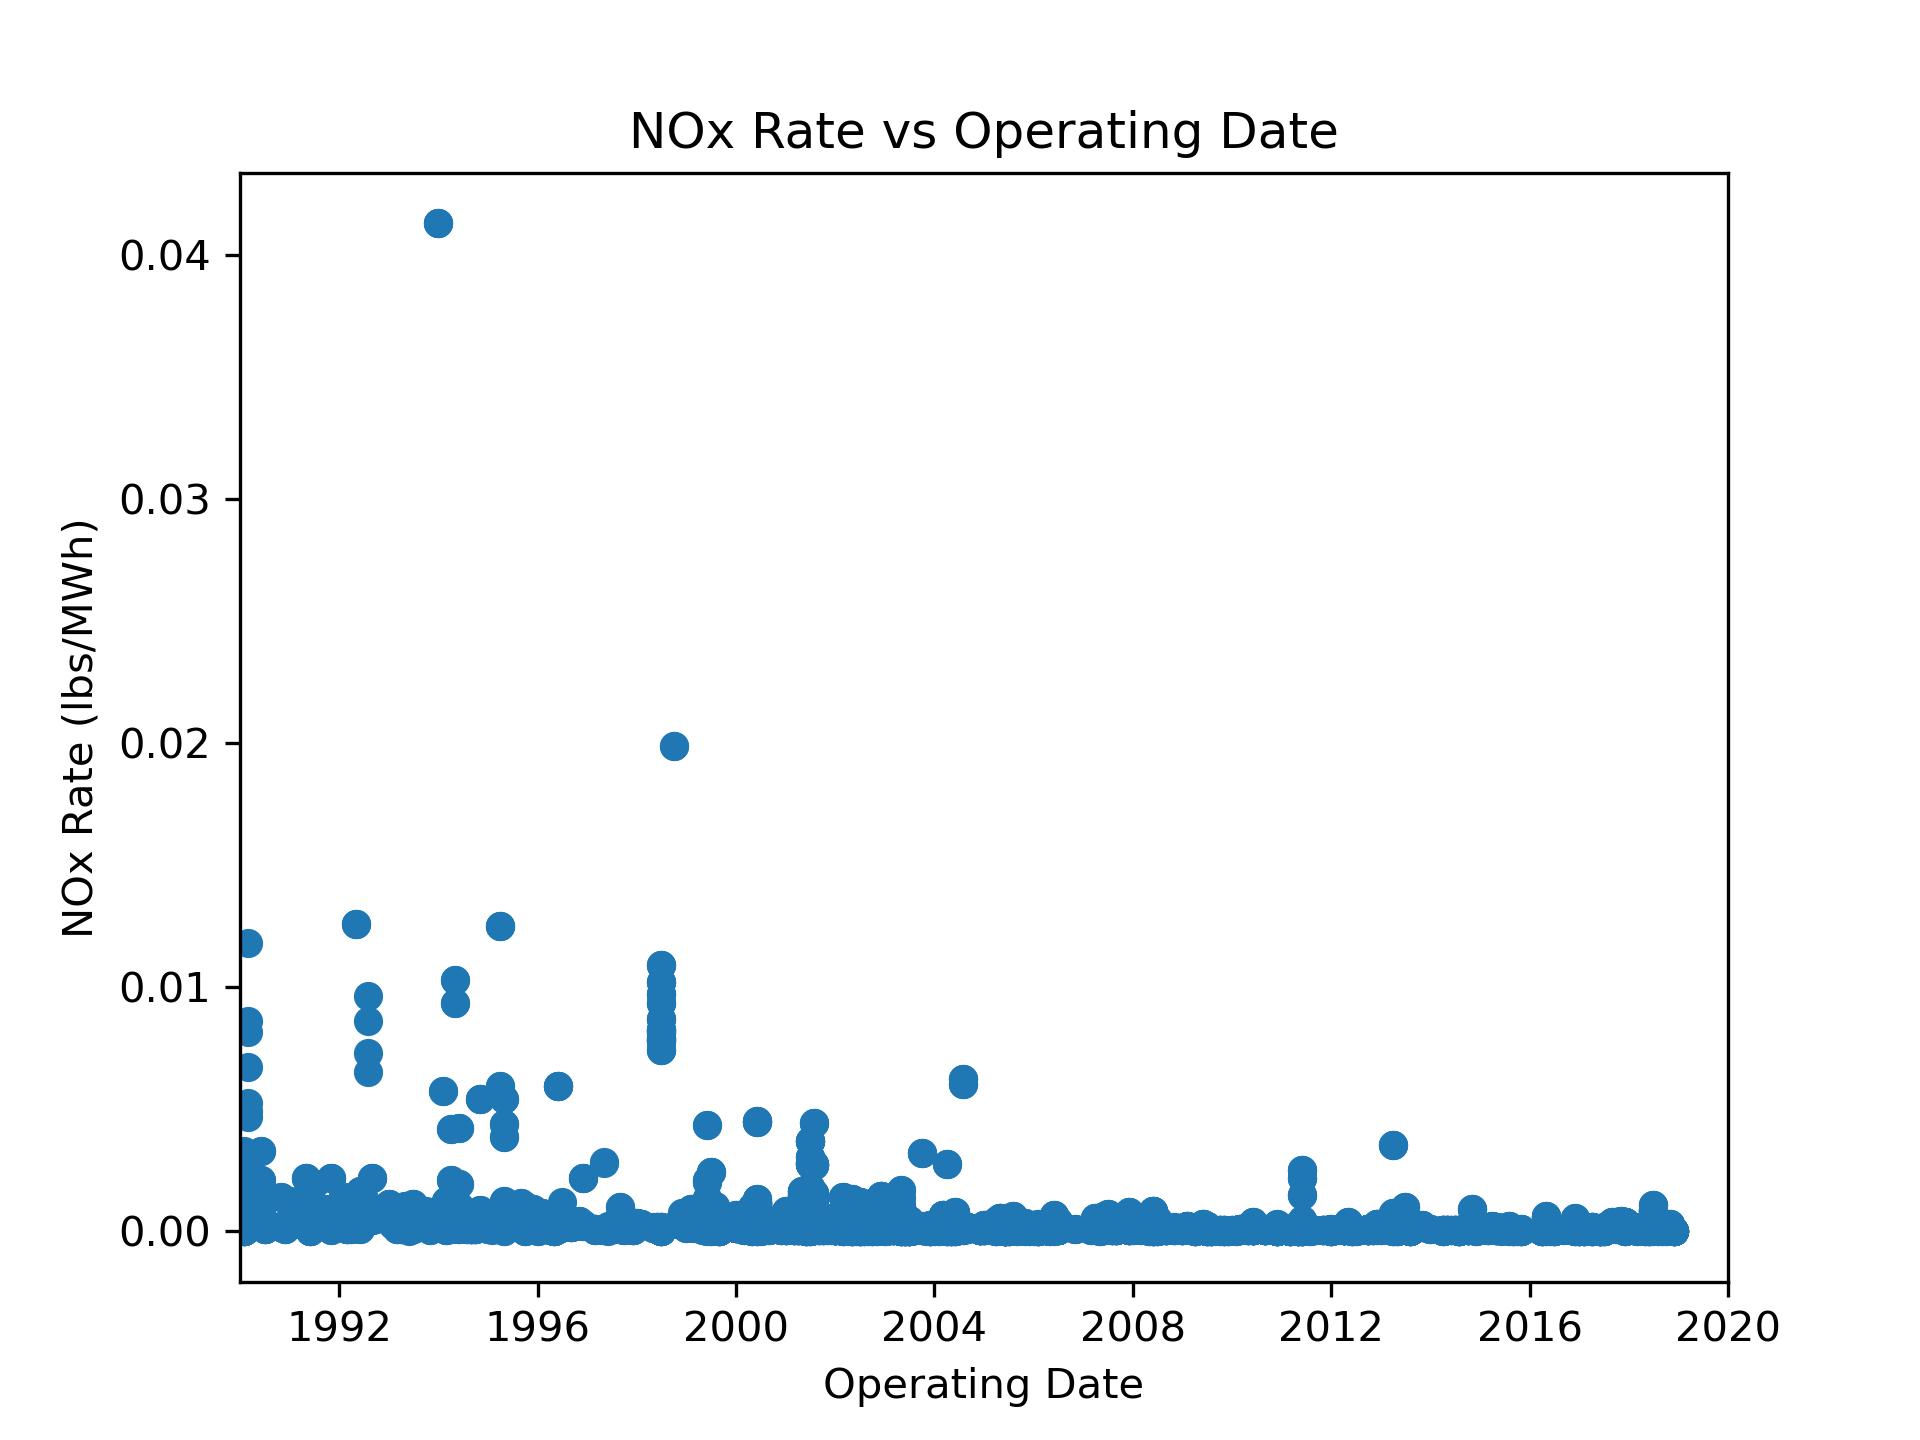 NOx Rate vs Operating Date
0.04
0.03
0.02
0.01
0.00
NOx Rate (lbs/MWh)
1992 1996 2000 2004 2008 2012 2016 2020
Operating Date